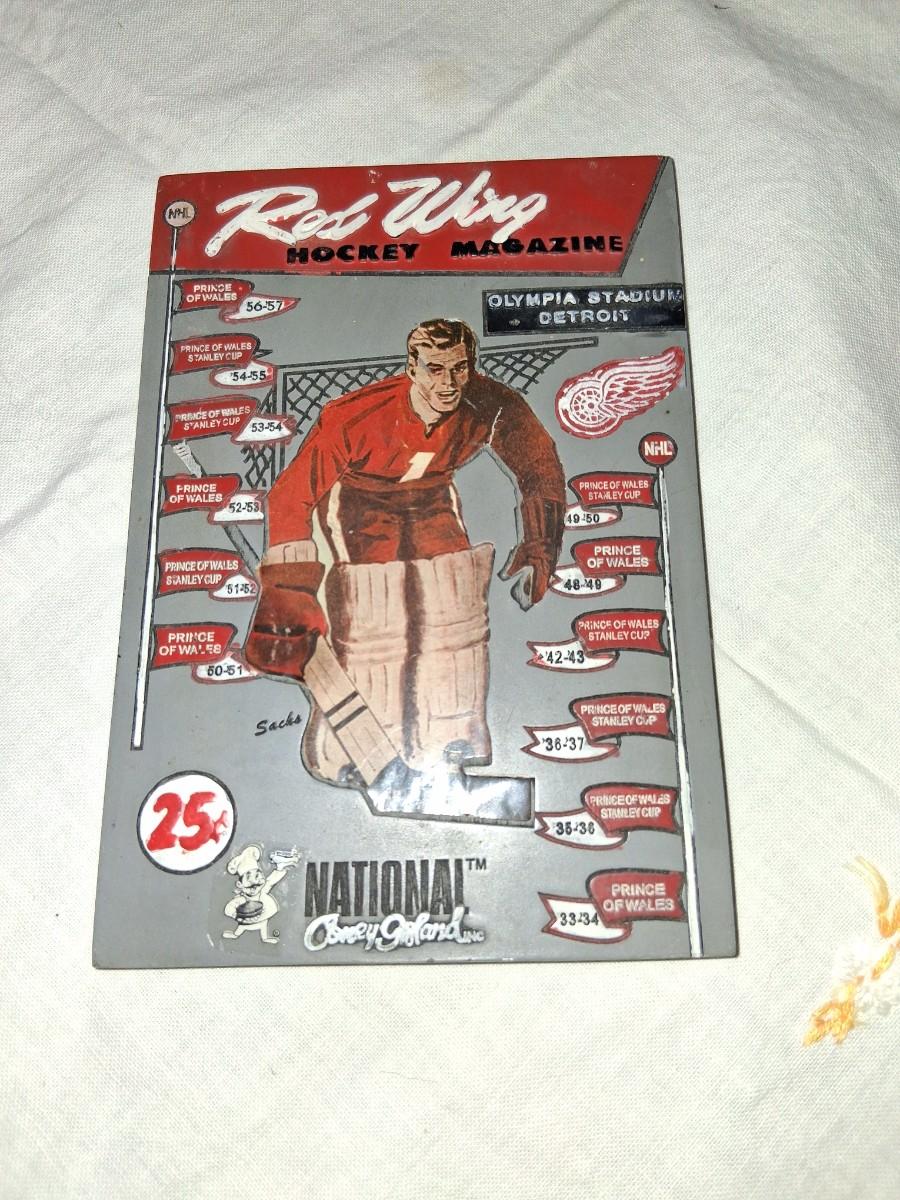 NHL
Red Wing
HOCKEY MAGAZINE
OLYMPIA STADIUM
DETROIT
PRINCE
OF WALES
56-'57
PRINCE OF WALES
STANLEY CUP
'54-'55
PRINCE OF WALES
STANLEY CUP
53-'54
PRINCE
OF WALES
'52-'53
PRINCE OF WALES
STANLEY CUP
'51-'52
PRINCE
OF WALES
50-'51
1
NHL
PRINCE OF WALES
STANLEY CUP
49-'50
PRINCE
OF WALES
48-'49
PRINCE OF WALES
STANLEY CUP
'42-'43
PRINCE OF WALES
STANLEY CUP
'36-'37
PRINCE OF WALES
STANLEY CUP
'35-'36
PRINCE
OF WALES
33-'34
Sachs
25¢
NATIONAL™
Coney Island INC
®